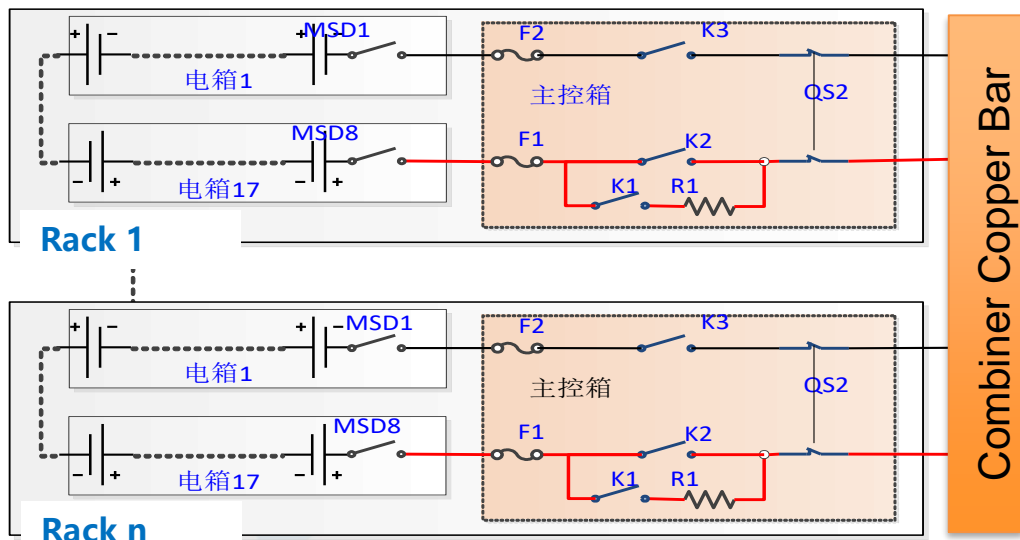 MSD1
F2
K3
电箱1
主控箱
QS2
MSD8
F1
K2
K1
R1
电箱17
Rack 1
MSD1
F2
K3
电箱1
主控箱
QS2
MSD8
F1
K2
K1
R1
电箱17
Rack n
Combiner Copper Bar